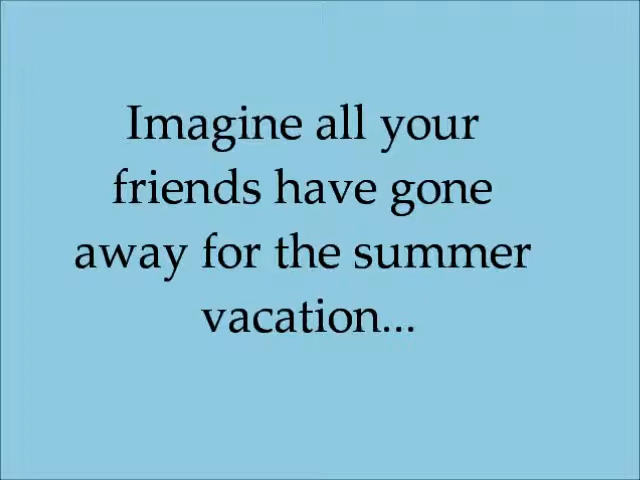 Imagine all your
friends have gone
away for the summer
vacation...